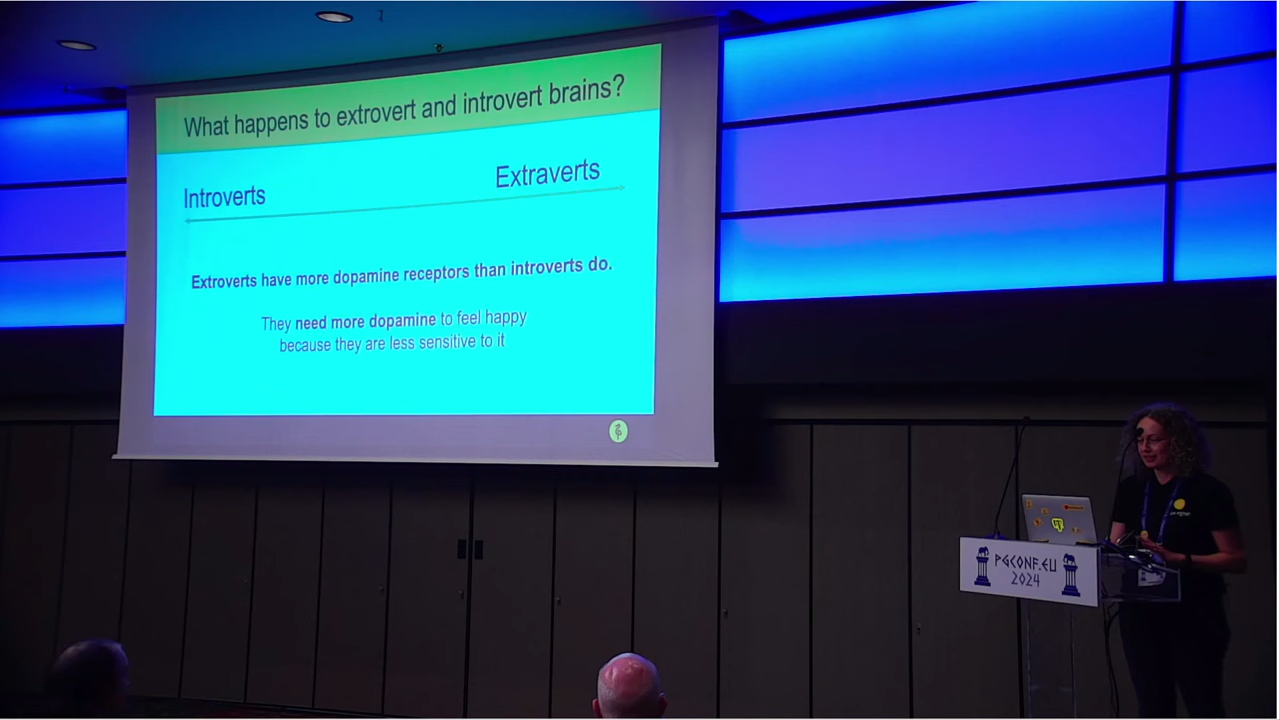 What happens to extrovert and introvert brains?
Introverts
Extraverts
Extroverts have more dopamine receptors than introverts do.
They need more dopamine to feel happy
because they are less sensitive to it
PGCONF.EU
2024